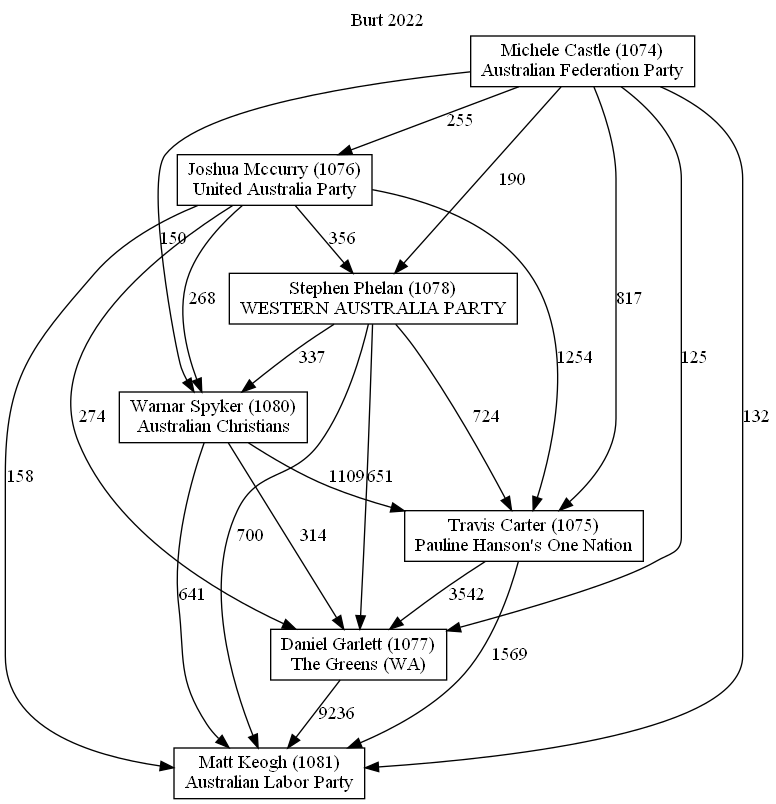 Burt 2022
Michele Castle (1074)
Australian Federation Party
255
Joshua Mccurry (1076)
United Australia Party
190
150
356
Stephen Phelan (1078)
WESTERN AUSTRALIA PARTY
268
817
337
1254
125
Warnar Spyker (1080)
Australian Christians
274
724
132
158
1109
651
Travis Carter (1075)
Pauline Hanson's One Nation
700
314
641
3542
Daniel Garlett (1077)
The Greens (WA)
1569
9236
Matt Keogh (1081)
Australian Labor Party